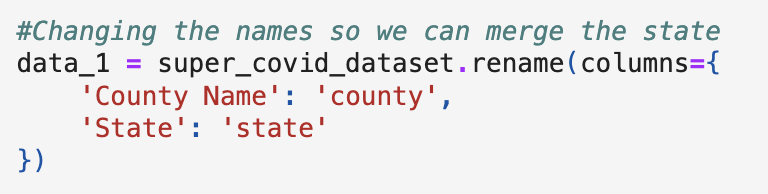 #Changing the names so we can merge the state
data_1 = super_covid_dataset.rename(columns={
    'County Name': 'county',
    'State': 'state'
})